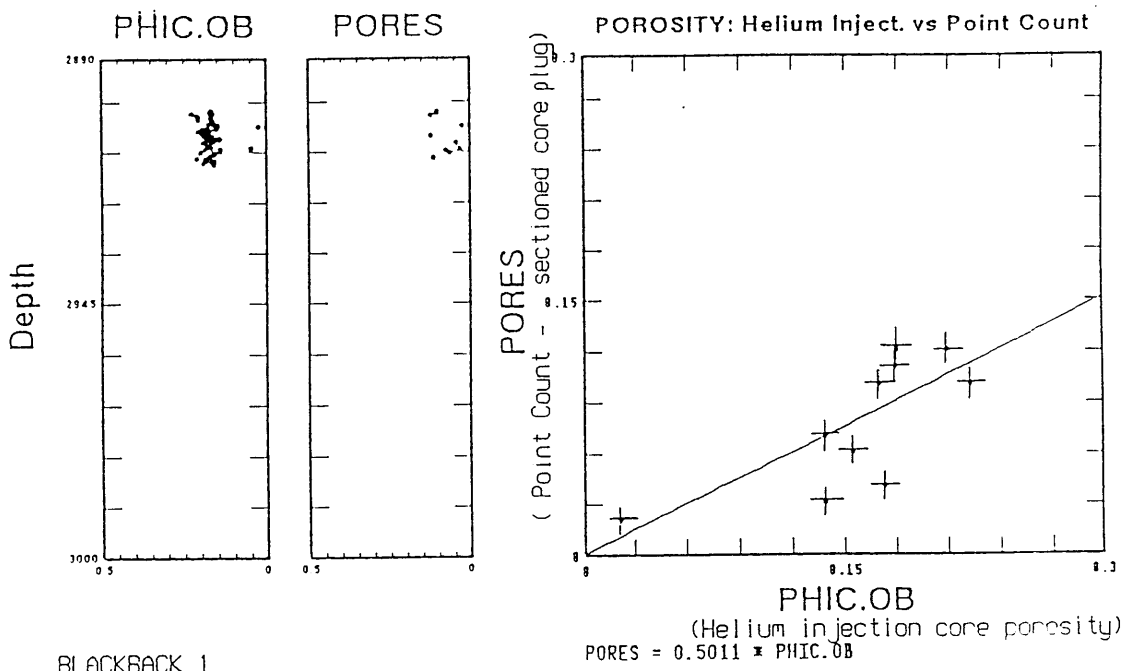 PHIC.OB
PORES
POROSITY: Helium Inject. vs Point Count
2890
2945
3000
Depth
0.5
0
0.5
0
PORES
( Point Count - sectioned core plug)
0.3
0.15
0
0
0.15
0.3
PHIC.OB
(Helium injection core porosity)
PORES = 0.5011 * PHIC.OB
BLACKBACK 1